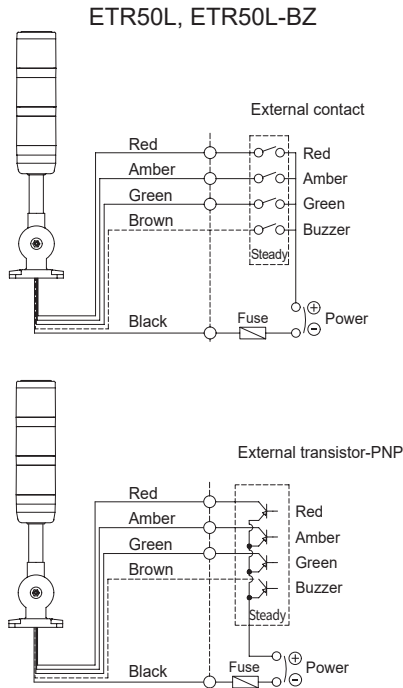 ETR50L, ETR50L-BZ
External contact
Red Red
Amber Amber
Green Green
Brown Buzzer
Steady
Black Fuse + Power
−
External transistor-PNP
Red Red
Amber Amber
Green Green
Brown Buzzer
Steady
Black Fuse + Power
−